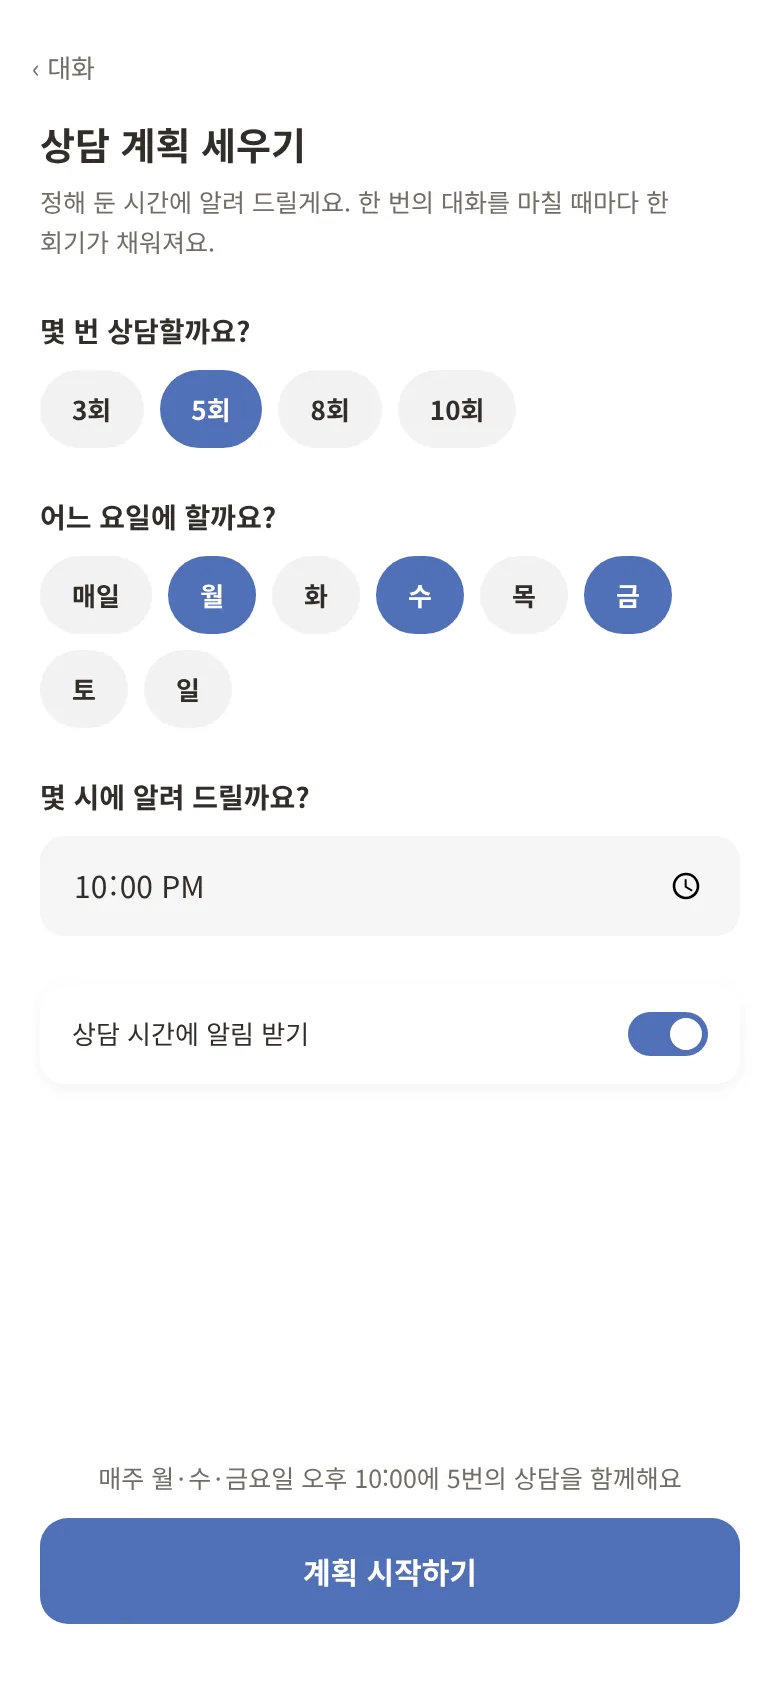 ‹ 대화
상담 계획 세우기
정해 둔 시간에 알려 드릴게요. 한 번의 대화를 마칠 때마다 한
회기가 채워져요.
몇 번 상담할까요?
3회 5회 8회 10회
어느 요일에 할까요?
매일 월 화 수 목 금
토 일
몇 시에 알려 드릴까요?
10:00 PM
상담 시간에 알림 받기
매주 월·수·금요일 오후 10:00에 5번의 상담을 함께해요
계획 시작하기